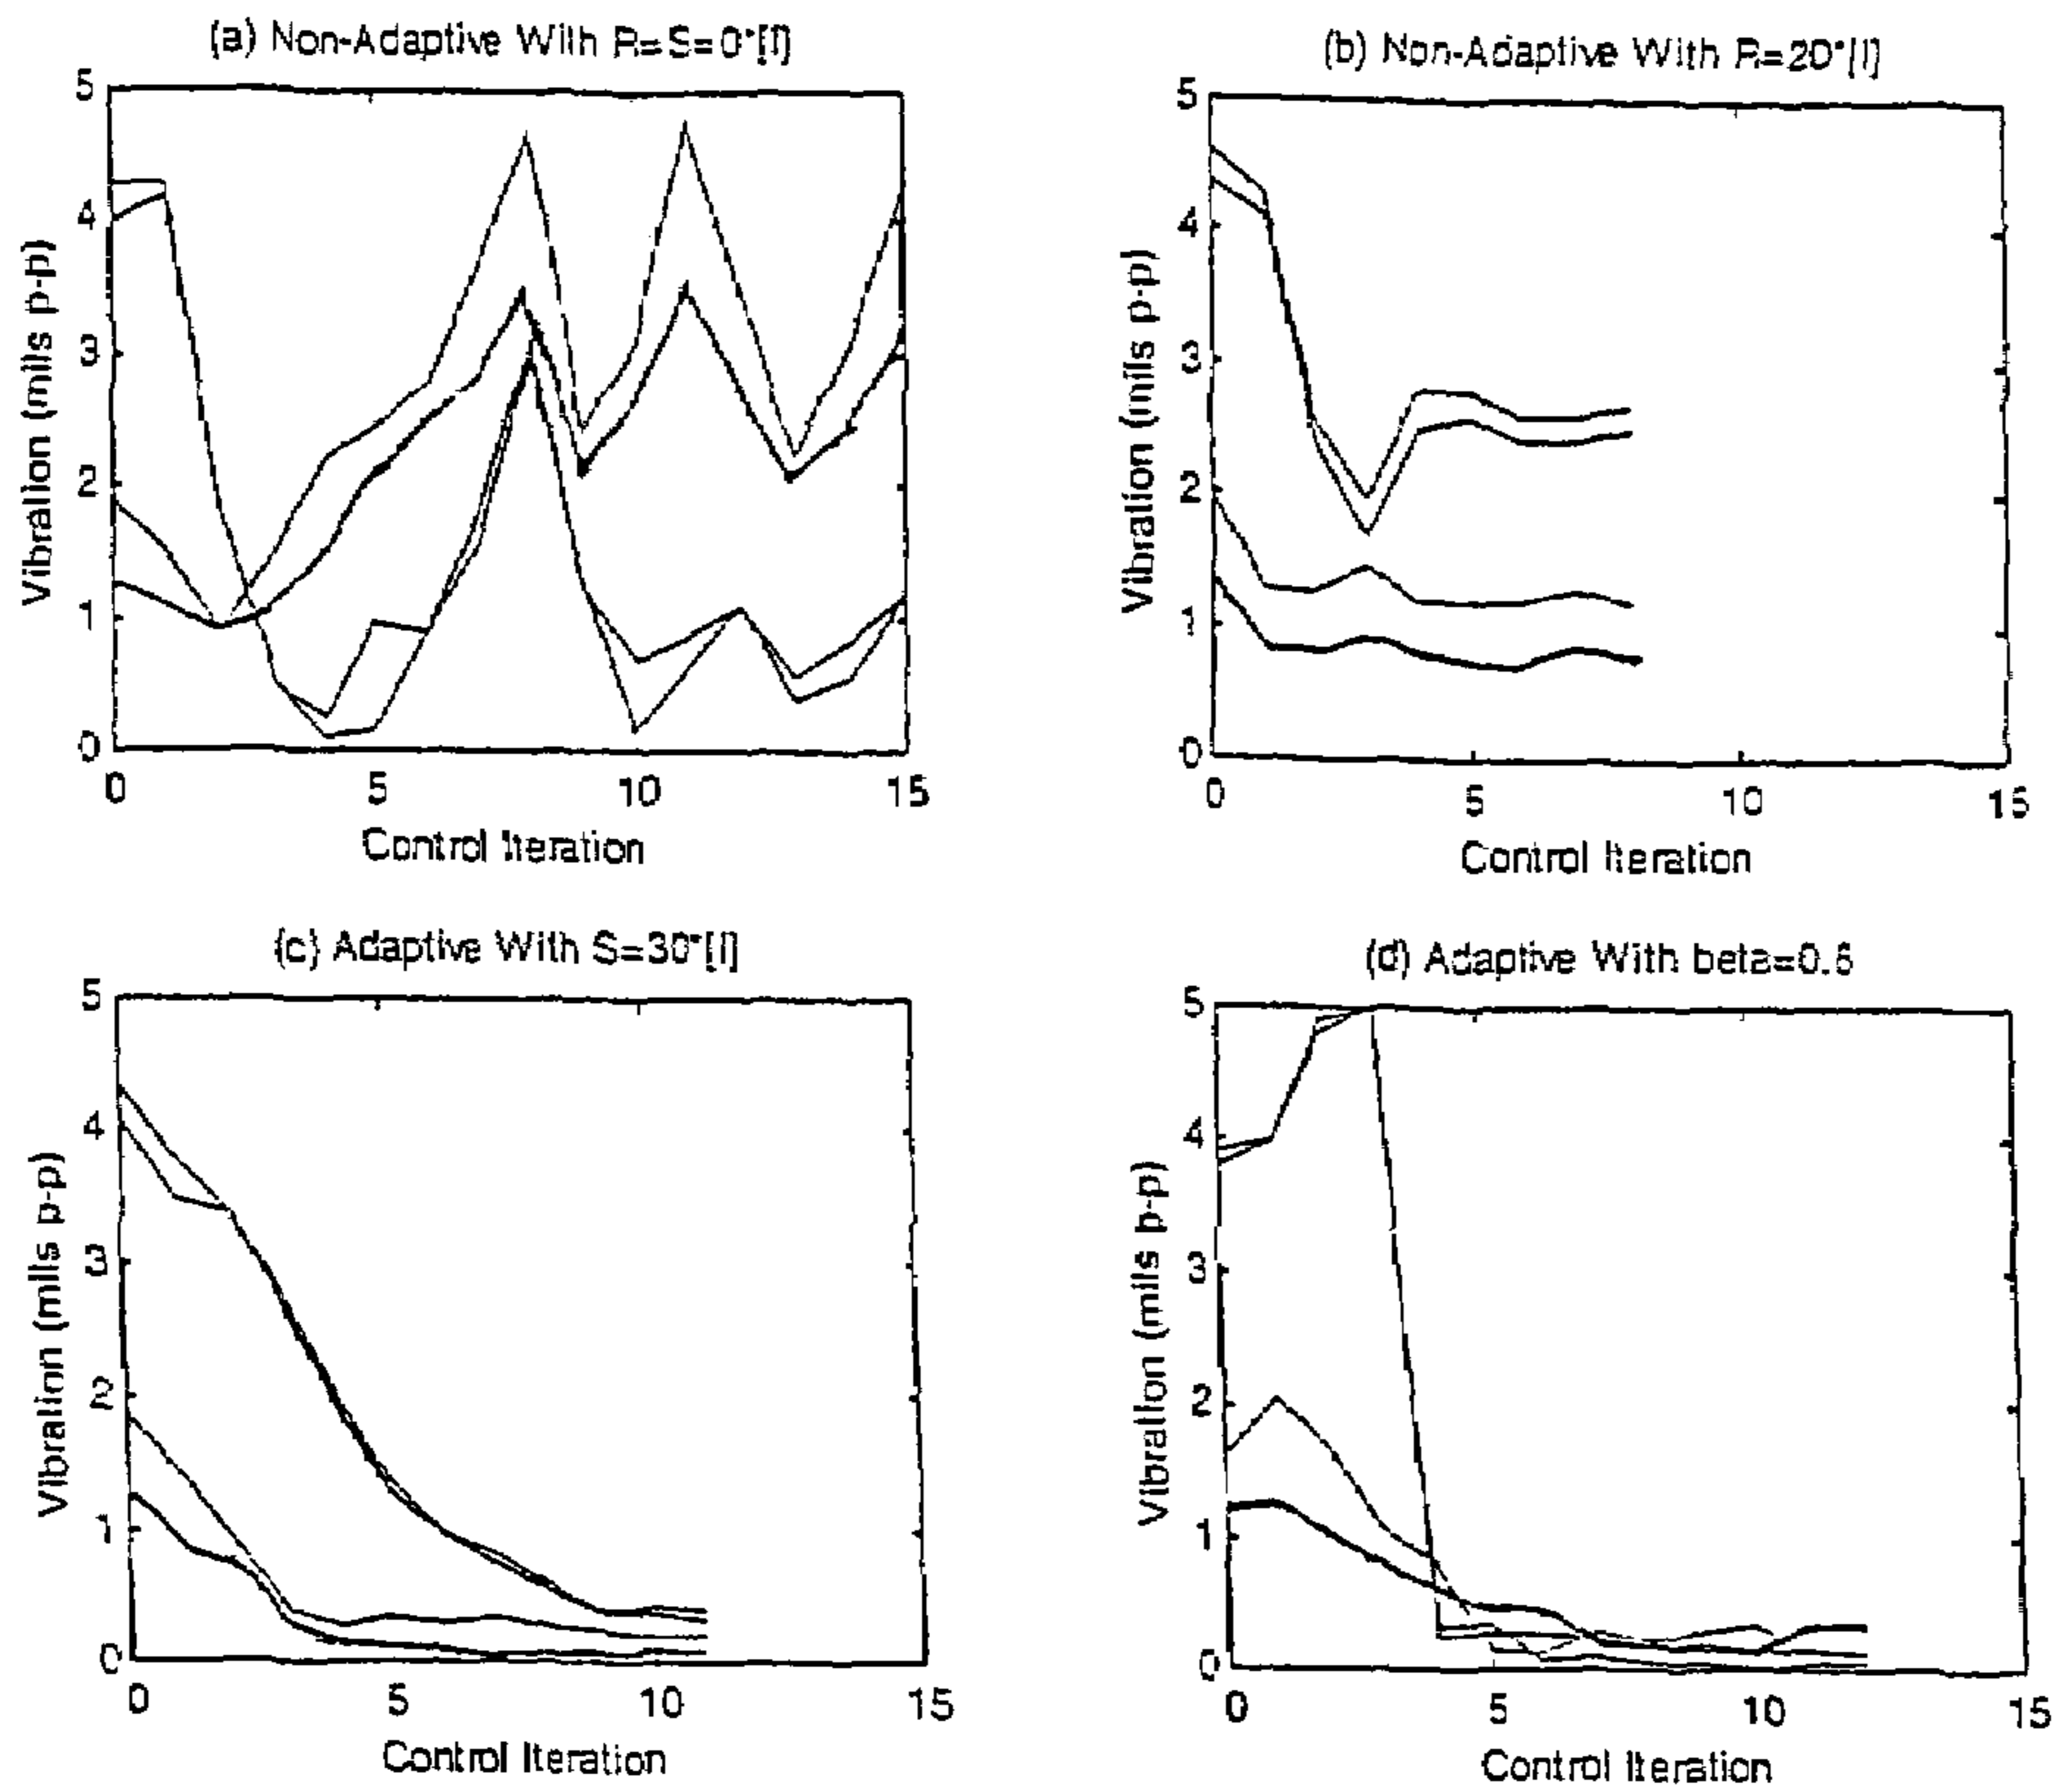 (a) Non-Adaptive With R=S=0*[I]
Vibration (mils p-p)
5
4
3
2
1
0
0 5 10 15
Control Iteration
(b) Non-Adaptive With R=20*[I]
Vibration (mils p-p)
5
4
3
2
1
0
0 5 10 15
Control Iteration
(c) Adaptive With S=30*[I]
Vibration (mils p-p)
5
4
3
2
1
0
0 5 10 15
Control Iteration
(d) Adaptive With beta=0.6
Vibration (mils p-p)
5
4
3
2
1
0
0 5 10 15
Control Iteration